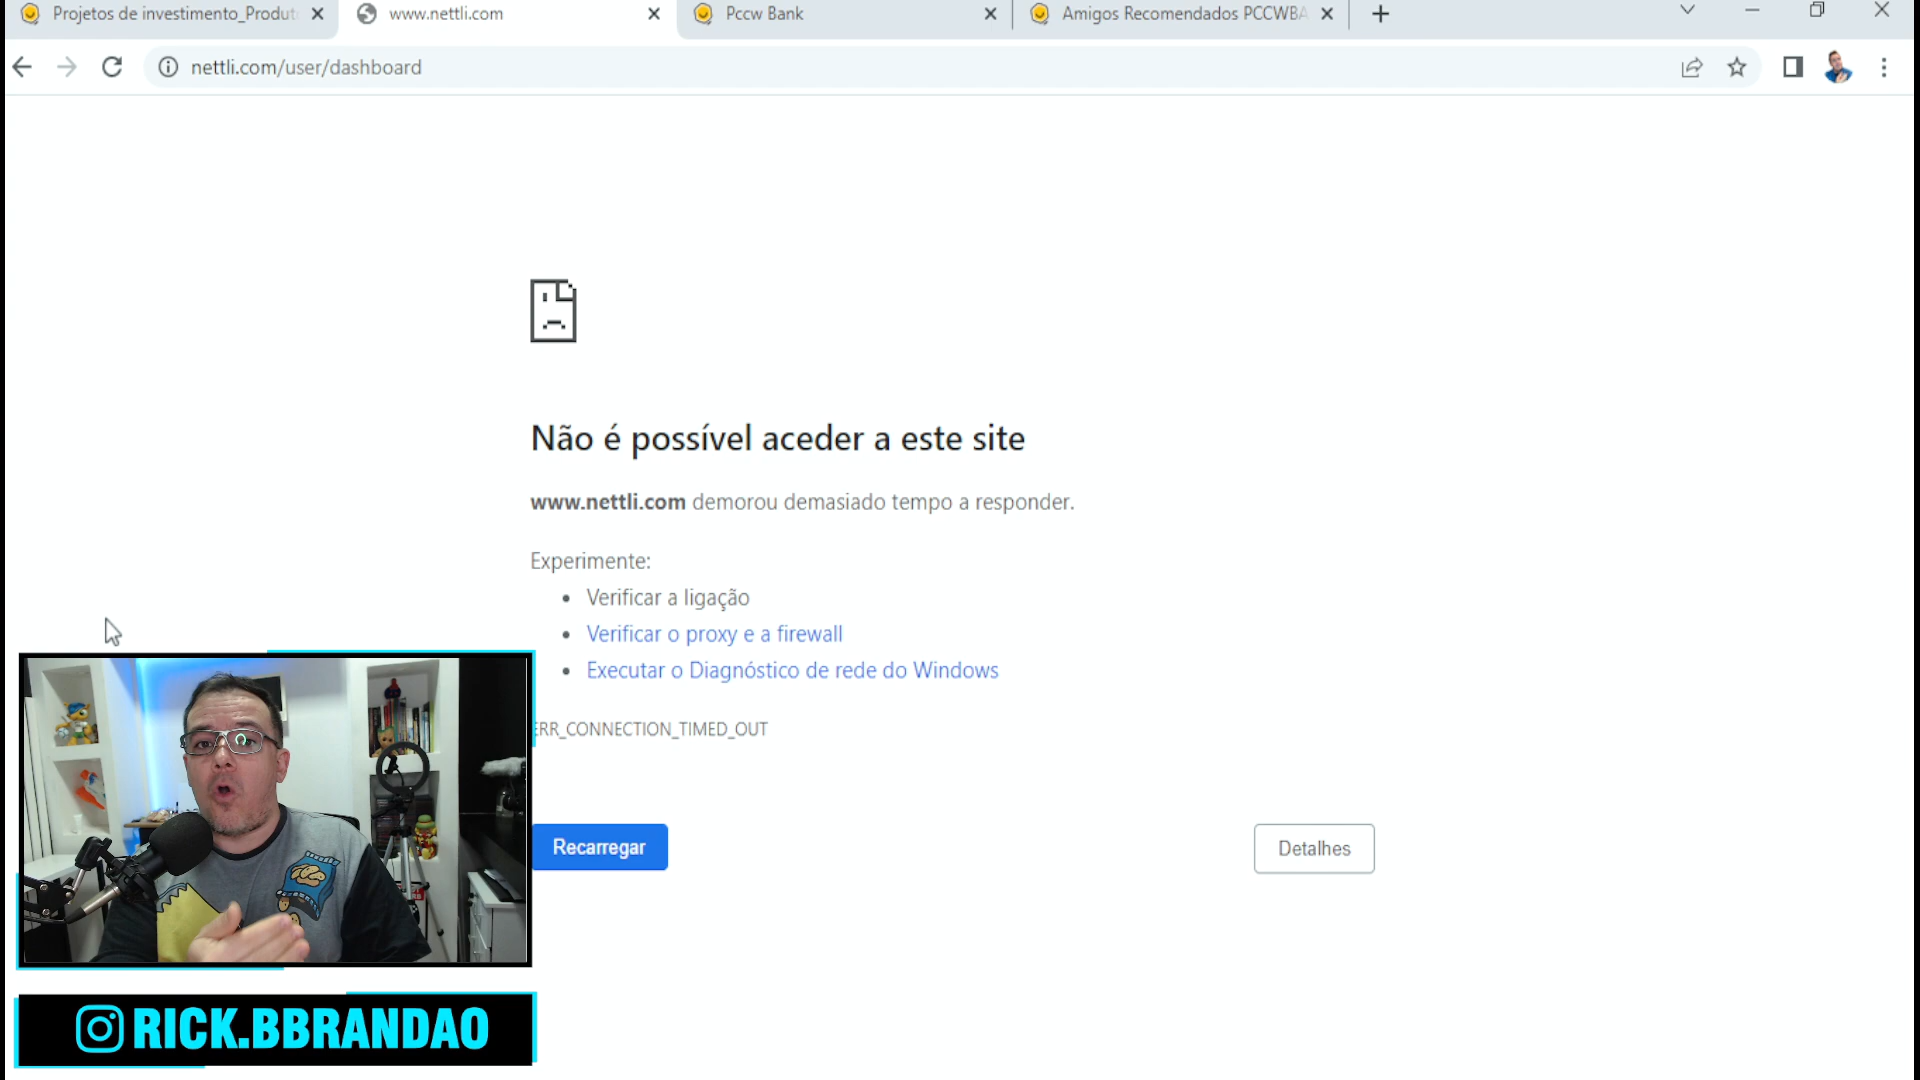 Projetos de investimento_Produt
www.nettli.com
Pccw Bank
Amigos Recomendados PCCWBA
nettli.com/user/dashboard
Não é possível aceder a este site
www.nettli.com demorou demasiado tempo a responder.
Experimente:
Verificar a ligação
Verificar o proxy e a firewall
Executar o Diagnóstico de rede do Windows
ERR_CONNECTION_TIMED_OUT
Recarregar
Detalhes
RICK.BBRANDAO